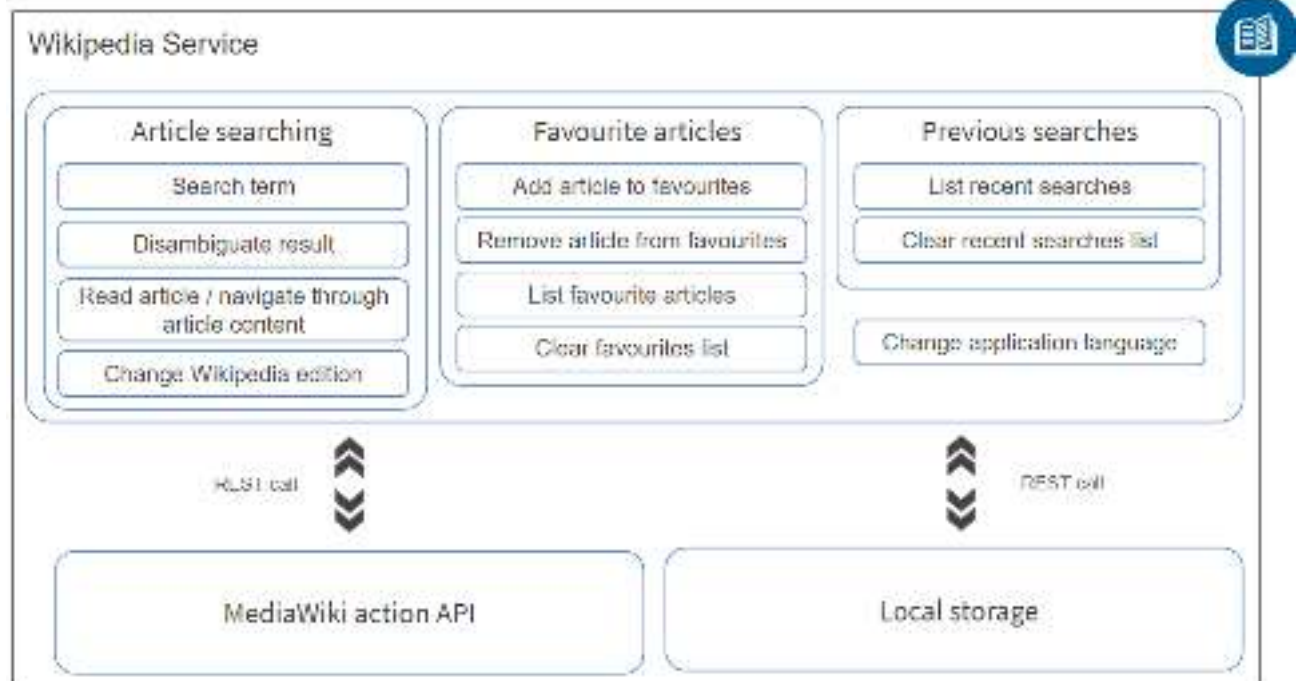 Wikipedia Service
Article searching
Search term
Disambiguate result
Read article / navigate through
article content
Change Wikipedia edition
Favourite articles
Add article to favourites
Remove article from favourites
List favourite articles
Clear favourites list
Previous searches
List recent searches
Clear recent searches list
Change application language
REST call
REST call
MediaWiki action API
Local storage